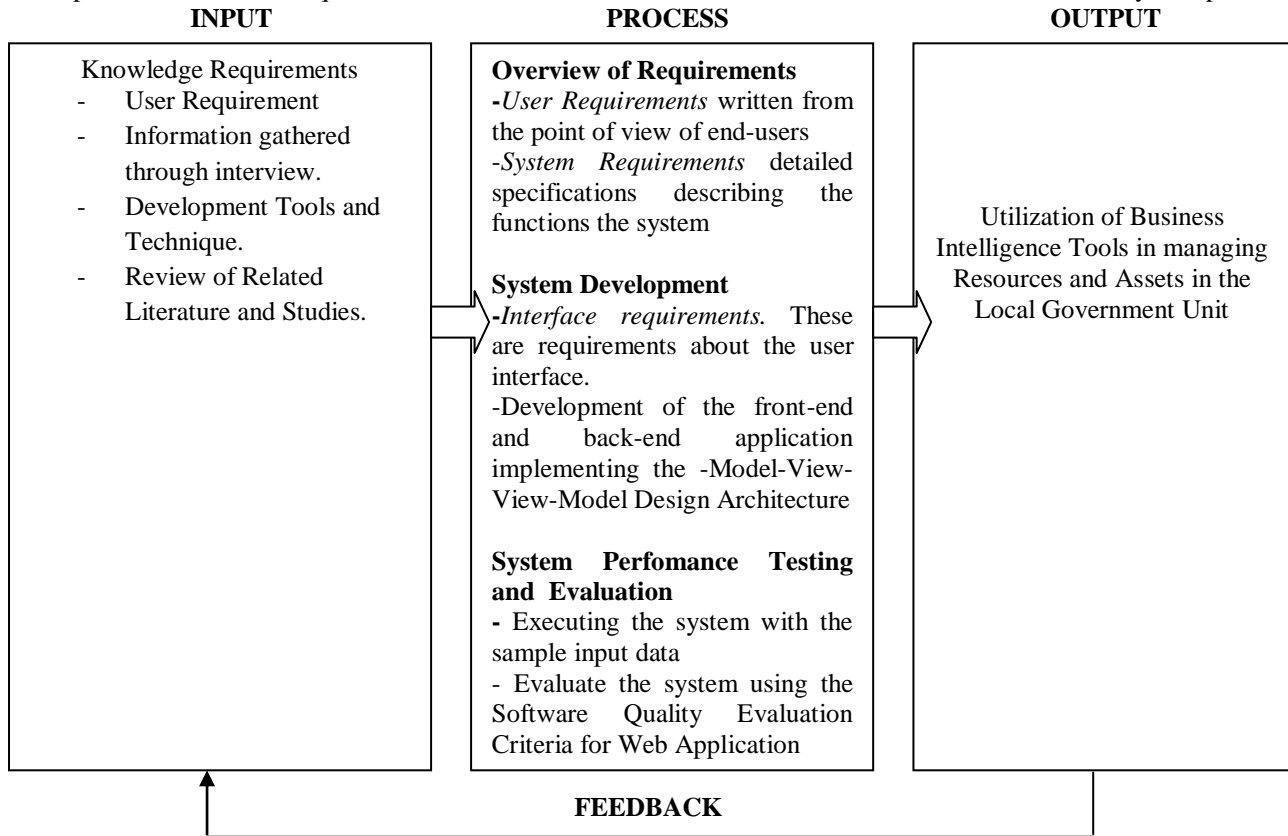 INPUT
Knowledge Requirements
- User Requirement
- Information gathered
through interview.
- Development Tools and
Technique.
- Review of Related
Literature and Studies.
PROCESS
Overview of Requirements
-User Requirements written from
the point of view of end-users
-System Requirements detailed
specifications describing the
functions the system
System Development
-Interface requirements. These
are requirements about the user
interface.
-Development of the front-end
and back-end application
implementing the -Model-View-
View-Model Design Architecture
System Perfomance Testing
and Evaluation
- Executing the system with the
sample input data
- Evaluate the system using the
Software Quality Evaluation
Criteria for Web Application
OUTPUT
Utilization of Business
Intelligence Tools in managing
Resources and Assets in the
Local Government Unit
FEEDBACK